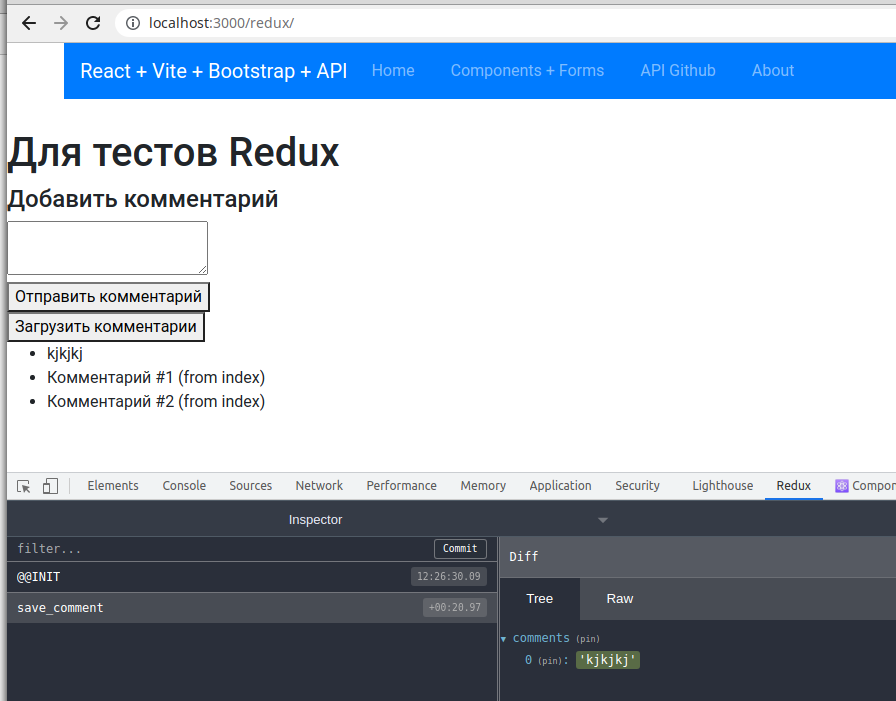 localhost:3000/redux/
React + Vite + Bootstrap + API Home Components + Forms API Github About
Для тестов Redux
Добавить комментарий
Отправить комментарий
Загрузить комментарии
kjkjkj
Комментарий #1 (from index)
Комментарий #2 (from index)
Elements Console Sources Network Performance Memory Application Security Lighthouse Redux Compon
Inspector
filter... Commit
Diff
@@INIT 12:26:30.09
Tree Raw
save_comment +00:20.97
comments (pin)
0 (pin): 'kjkjkj'